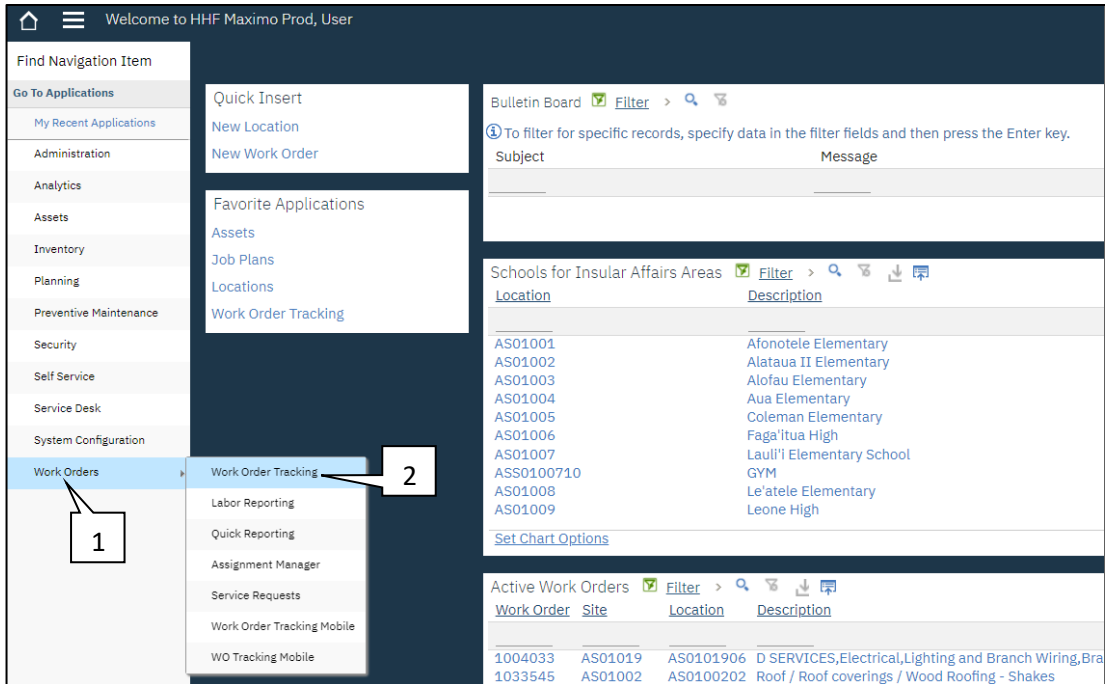 Welcome to HHF Maximo Prod, User
Find Navigation Item
Go To Applications
My Recent Applications
Administration
Analytics
Assets
Inventory
Planning
Preventive Maintenance
Security
Self Service
Service Desk
System Configuration
Work Orders
1
Work Order Tracking
2
Labor Reporting
Quick Reporting
Assignment Manager
Service Requests
Work Order Tracking Mobile
WO Tracking Mobile
Quick Insert
New Location
New Work Order
Favorite Applications
Assets
Job Plans
Locations
Work Order Tracking
Bulletin Board Filter >
To filter for specific records, specify data in the filter fields and then press the Enter key.
Subject Message
Schools for Insular Affairs Areas Filter >
Location Description
AS01001 Afonotele Elementary
AS01002 Alataua II Elementary
AS01003 Alofau Elementary
AS01004 Aua Elementary
AS01005 Coleman Elementary
AS01006 Faga'itua High
AS01007 Lauli'i Elementary School
ASS0100710 GYM
AS01008 Le'atele Elementary
AS01009 Leone High
Set Chart Options
Active Work Orders Filter >
Work Order Site Location Description
1004033 AS01019 AS0101906 D SERVICES,Electrical,Lighting and Branch Wiring,Bra
1033545 AS01002 AS0100202 Roof / Roof coverings / Wood Roofing - Shakes